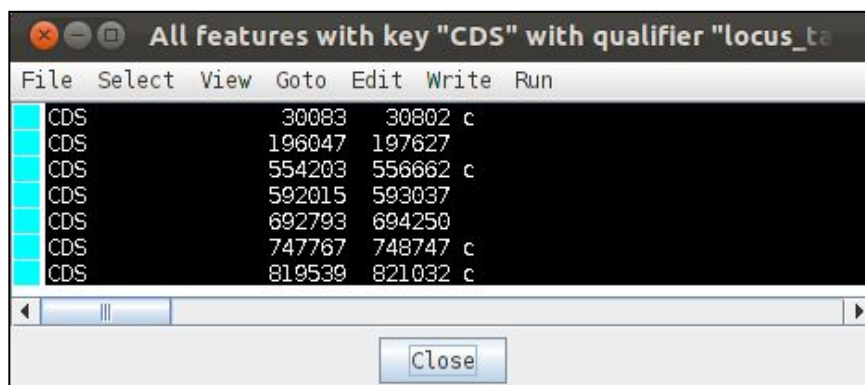 All features with key "CDS" with qualifier "locus_ta
File Select View Goto Edit Write Run
CDS 30083 30802 c
CDS 196047 197627
CDS 554203 556662 c
CDS 592015 593037
CDS 692793 694250
CDS 747767 748747 c
CDS 819539 821032 c
Close